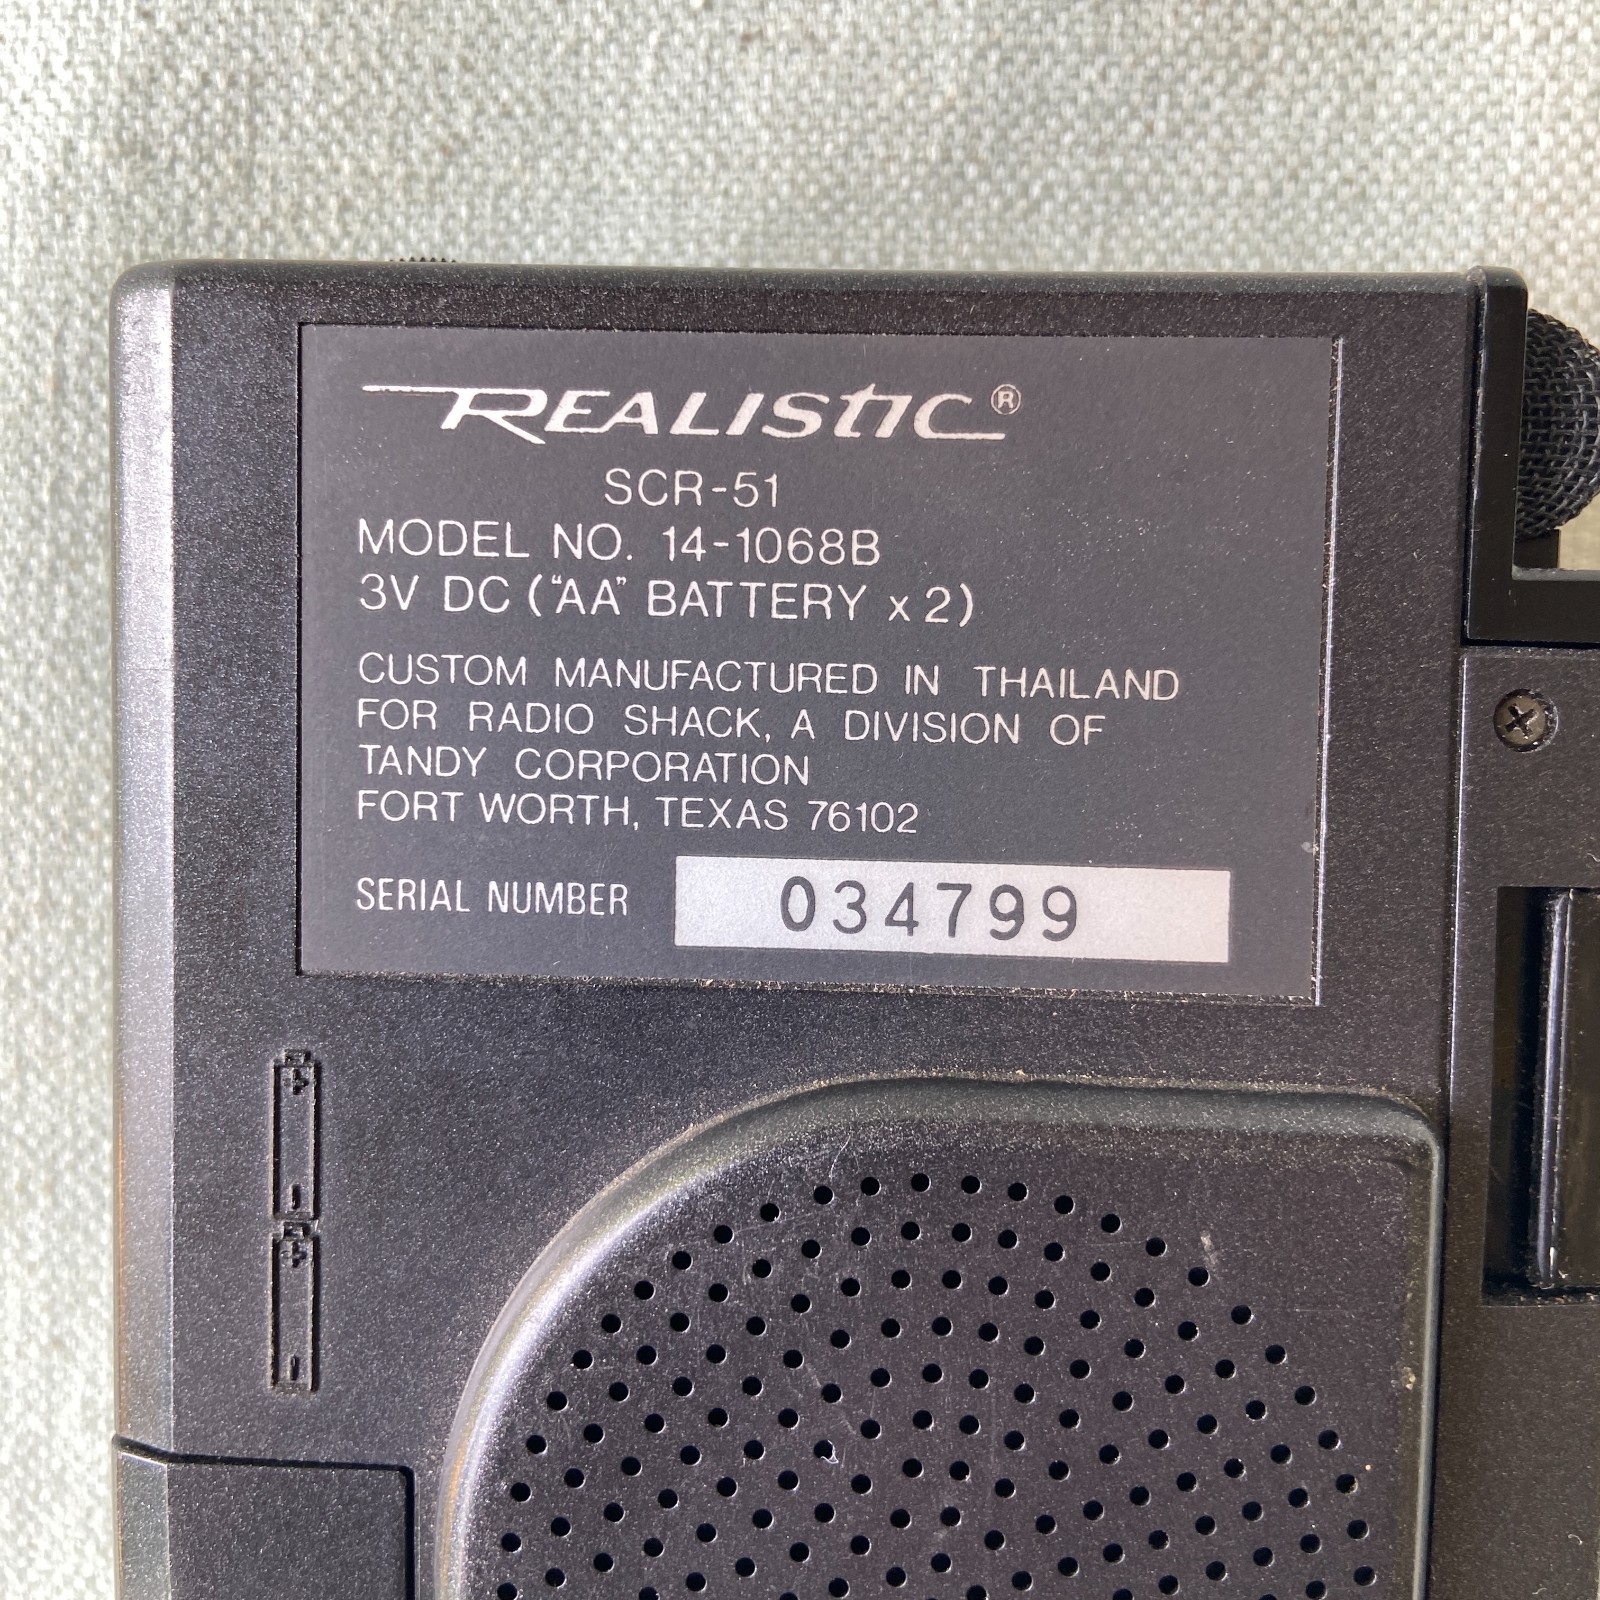 REALISTIC®
SCR-51
MODEL NO. 14-1068B
3V DC ("AA" BATTERY x 2)
CUSTOM MANUFACTURED IN THAILAND
FOR RADIO SHACK, A DIVISION OF
TANDY CORPORATION
FORT WORTH, TEXAS 76102
SERIAL NUMBER 034799